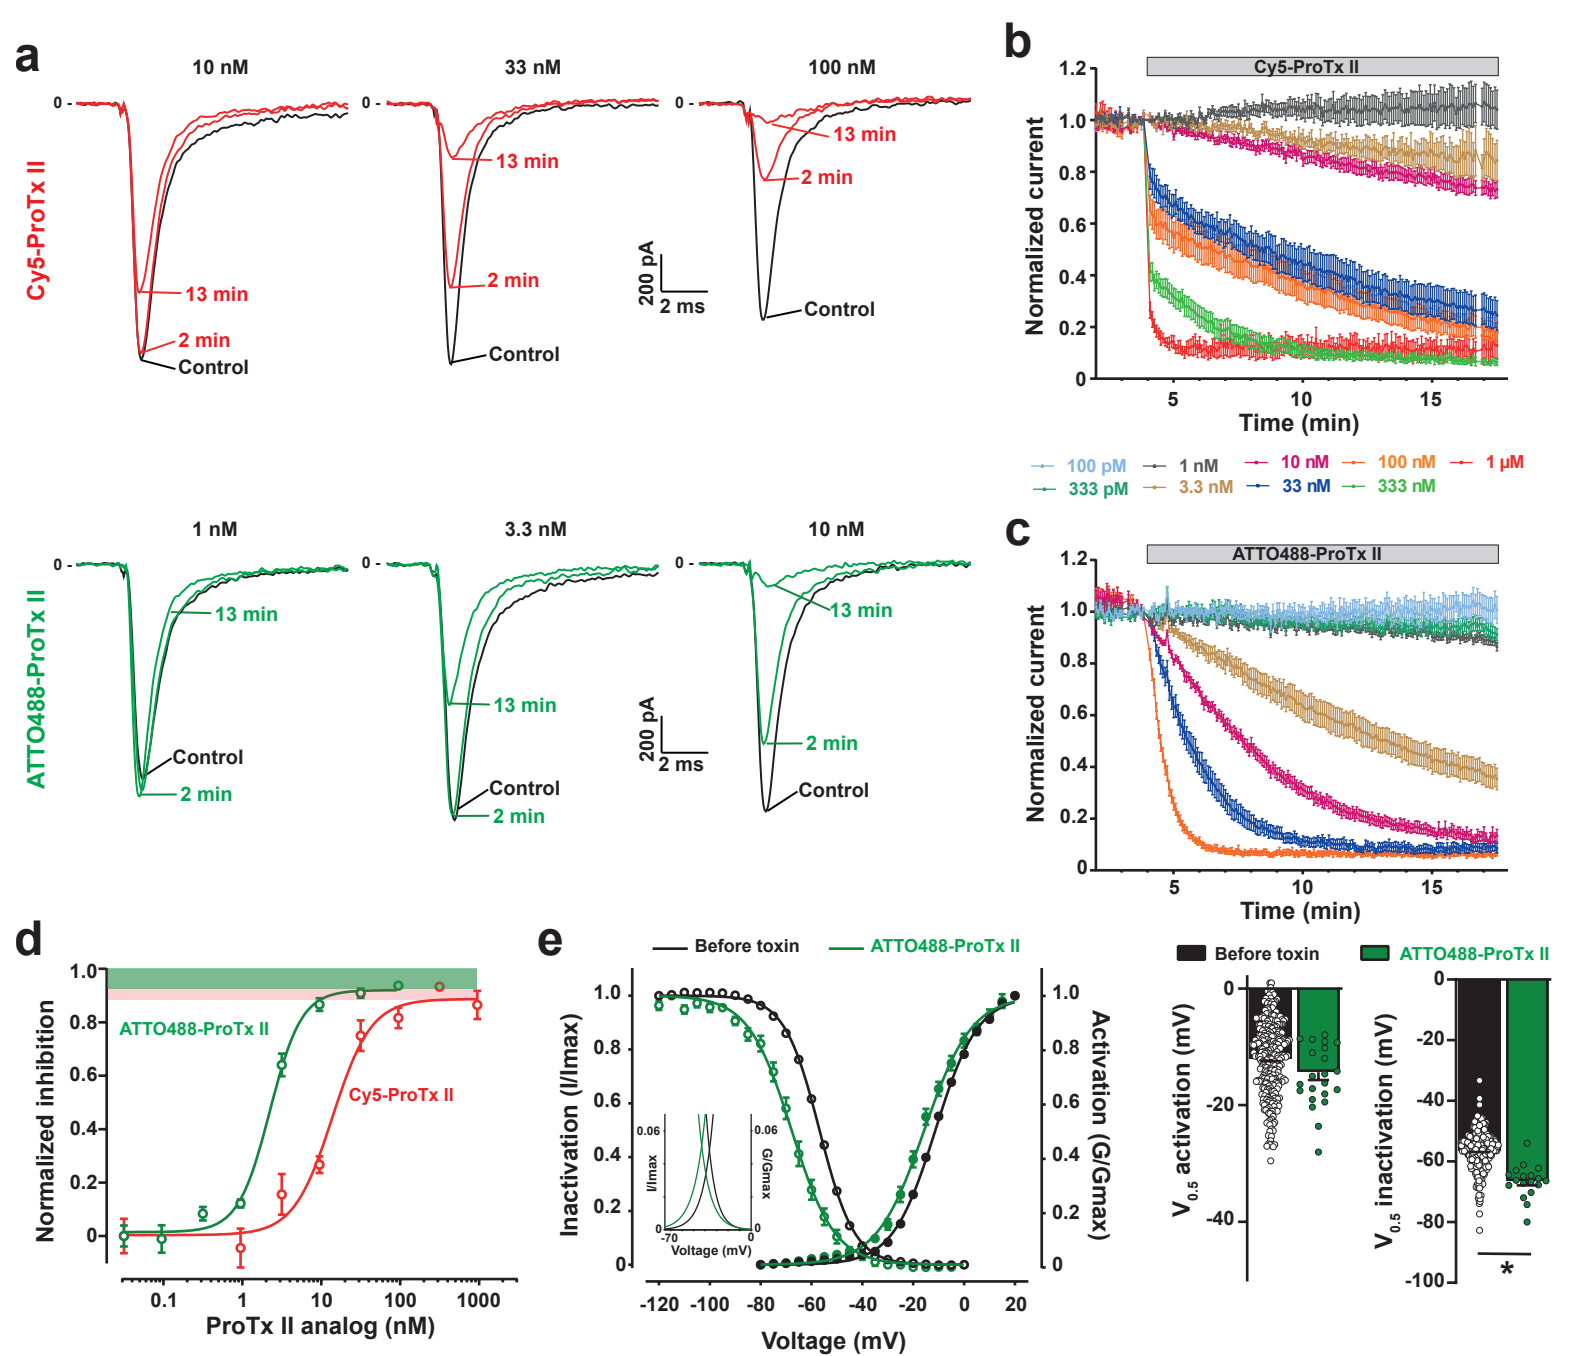 a
10 nM
33 nM
100 nM
Cy5-ProTx II
0 -
13 min
2 min
Control
0 -
13 min
2 min
Control
0 -
13 min
2 min
Control
200 pA
2 ms
1 nM
3.3 nM
10 nM
ATTO488-ProTx II
0 -
13 min
Control
2 min
0 -
13 min
Control
2 min
0 -
13 min
2 min
Control
200 pA
2 ms
b
Cy5-ProTx II
Normalized current
1.2
1.0
0.8
0.6
0.4
0.2
0
5 10 15
Time (min)
100 pM 1 nM 10 nM 100 nM 1 µM
333 pM 3.3 nM 33 nM 333 nM
c
ATTO488-ProTx II
Normalized current
1.2
1.0
0.8
0.6
0.4
0.2
0
5 10 15
Time (min)
d
Normalized inhibition
1.0
0.8
0.6
0.4
0.2
0
ATTO488-ProTx II
Cy5-ProTx II
0.1 1 10 100 1000
ProTx II analog (nM)
e
Before toxin ATTO488-ProTx II
Inactivation (I/Imax)
1.0
0.8
0.6
0.4
0.2
0
Activation (G/Gmax)
1.0
0.8
0.6
0.4
0.2
0
0.06 0.06
I/Imax
G/Gmax
0 0
-70 0
Voltage (mV)
-120 -100 -80 -60 -40 -20 0 20
Voltage (mV)
Before toxin ATTO488-ProTx II
V0.5 activation (mV)
0
-20
-40
V0.5 inactivation (mV)
0
-20
-40
-60
-80
-100
*